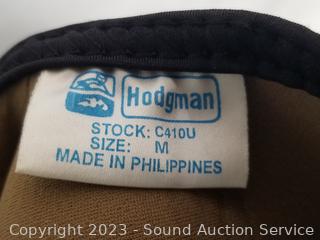 Hodgman
STOCK: C410U
SIZE: M
MADE IN PHILIPPINES
Copyright 2023 - Sound Auction Service